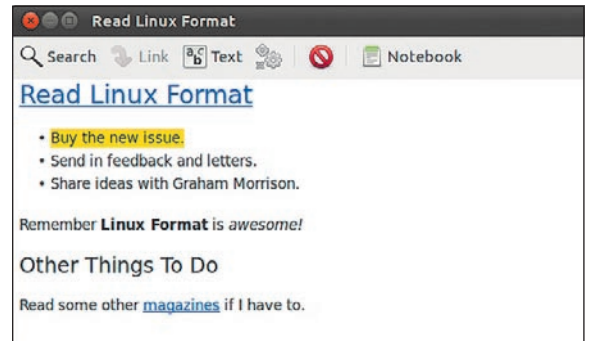 Read Linux Format
Search Link Text Notebook
Read Linux Format
• Buy the new issue.
• Send in feedback and letters.
• Share ideas with Graham Morrison.
Remember Linux Format is awesome!
Other Things To Do
Read some other magazines if I have to.